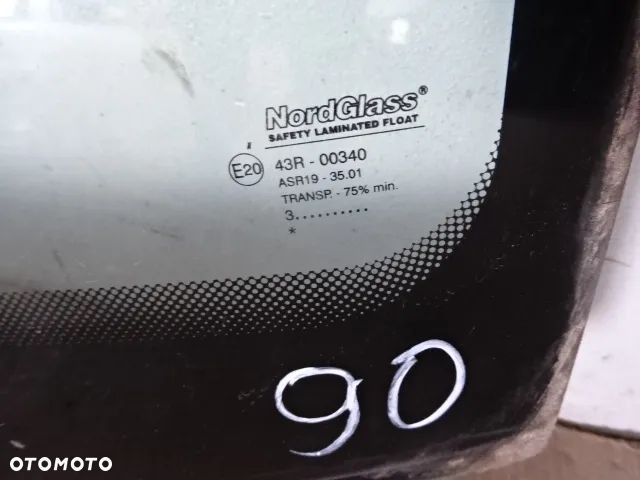 NordGlass®
SAFETY LAMINATED FLOAT
E20 43R - 00340
ASR19 - 35.01
TRANSP. - 75% min.
3..........
*
90
OTOMOTO